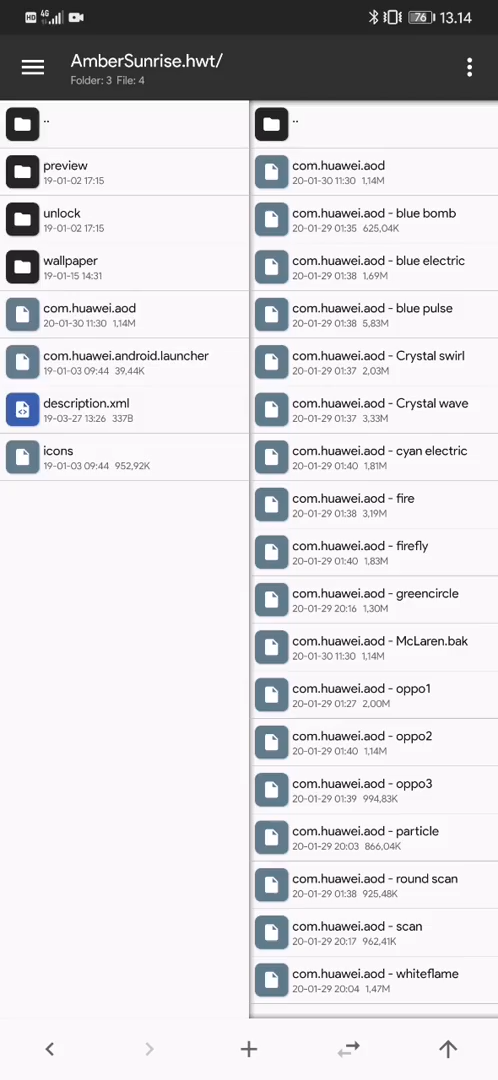 HD 4G 76 13.14
AmberSunrise.hwt/
Folder: 3 File: 4
..
preview
19-01-02 17:15
unlock
19-01-02 17:15
wallpaper
19-01-15 14:31
com.huawei.aod
20-01-30 11:30 1,14M
com.huawei.android.launcher
19-01-03 09:44 39,44K
description.xml
19-03-27 13:26 337B
icons
19-01-03 09:44 952,92K
..
com.huawei.aod
20-01-30 11:30 1,14M
com.huawei.aod - blue bomb
20-01-29 01:35 625,04K
com.huawei.aod - blue electric
20-01-29 01:38 1,69M
com.huawei.aod - blue pulse
20-01-29 01:38 5,83M
com.huawei.aod - Crystal swirl
20-01-29 01:37 2,03M
com.huawei.aod - Crystal wave
20-01-29 01:37 3,33M
com.huawei.aod - cyan electric
20-01-29 01:40 1,81M
com.huawei.aod - fire
20-01-29 01:38 3,19M
com.huawei.aod - firefly
20-01-29 01:40 1,83M
com.huawei.aod - greencircle
20-01-29 20:16 1,30M
com.huawei.aod - McLaren.bak
20-01-30 11:30 1,14M
com.huawei.aod - oppo1
20-01-29 01:27 2,00M
com.huawei.aod - oppo2
20-01-29 01:40 1,14M
com.huawei.aod - oppo3
20-01-29 01:39 994,83K
com.huawei.aod - particle
20-01-29 20:03 866,04K
com.huawei.aod - round scan
20-01-29 01:38 925,48K
com.huawei.aod - scan
20-01-29 20:17 962,41K
com.huawei.aod - whiteflame
20-01-29 20:04 1,47M